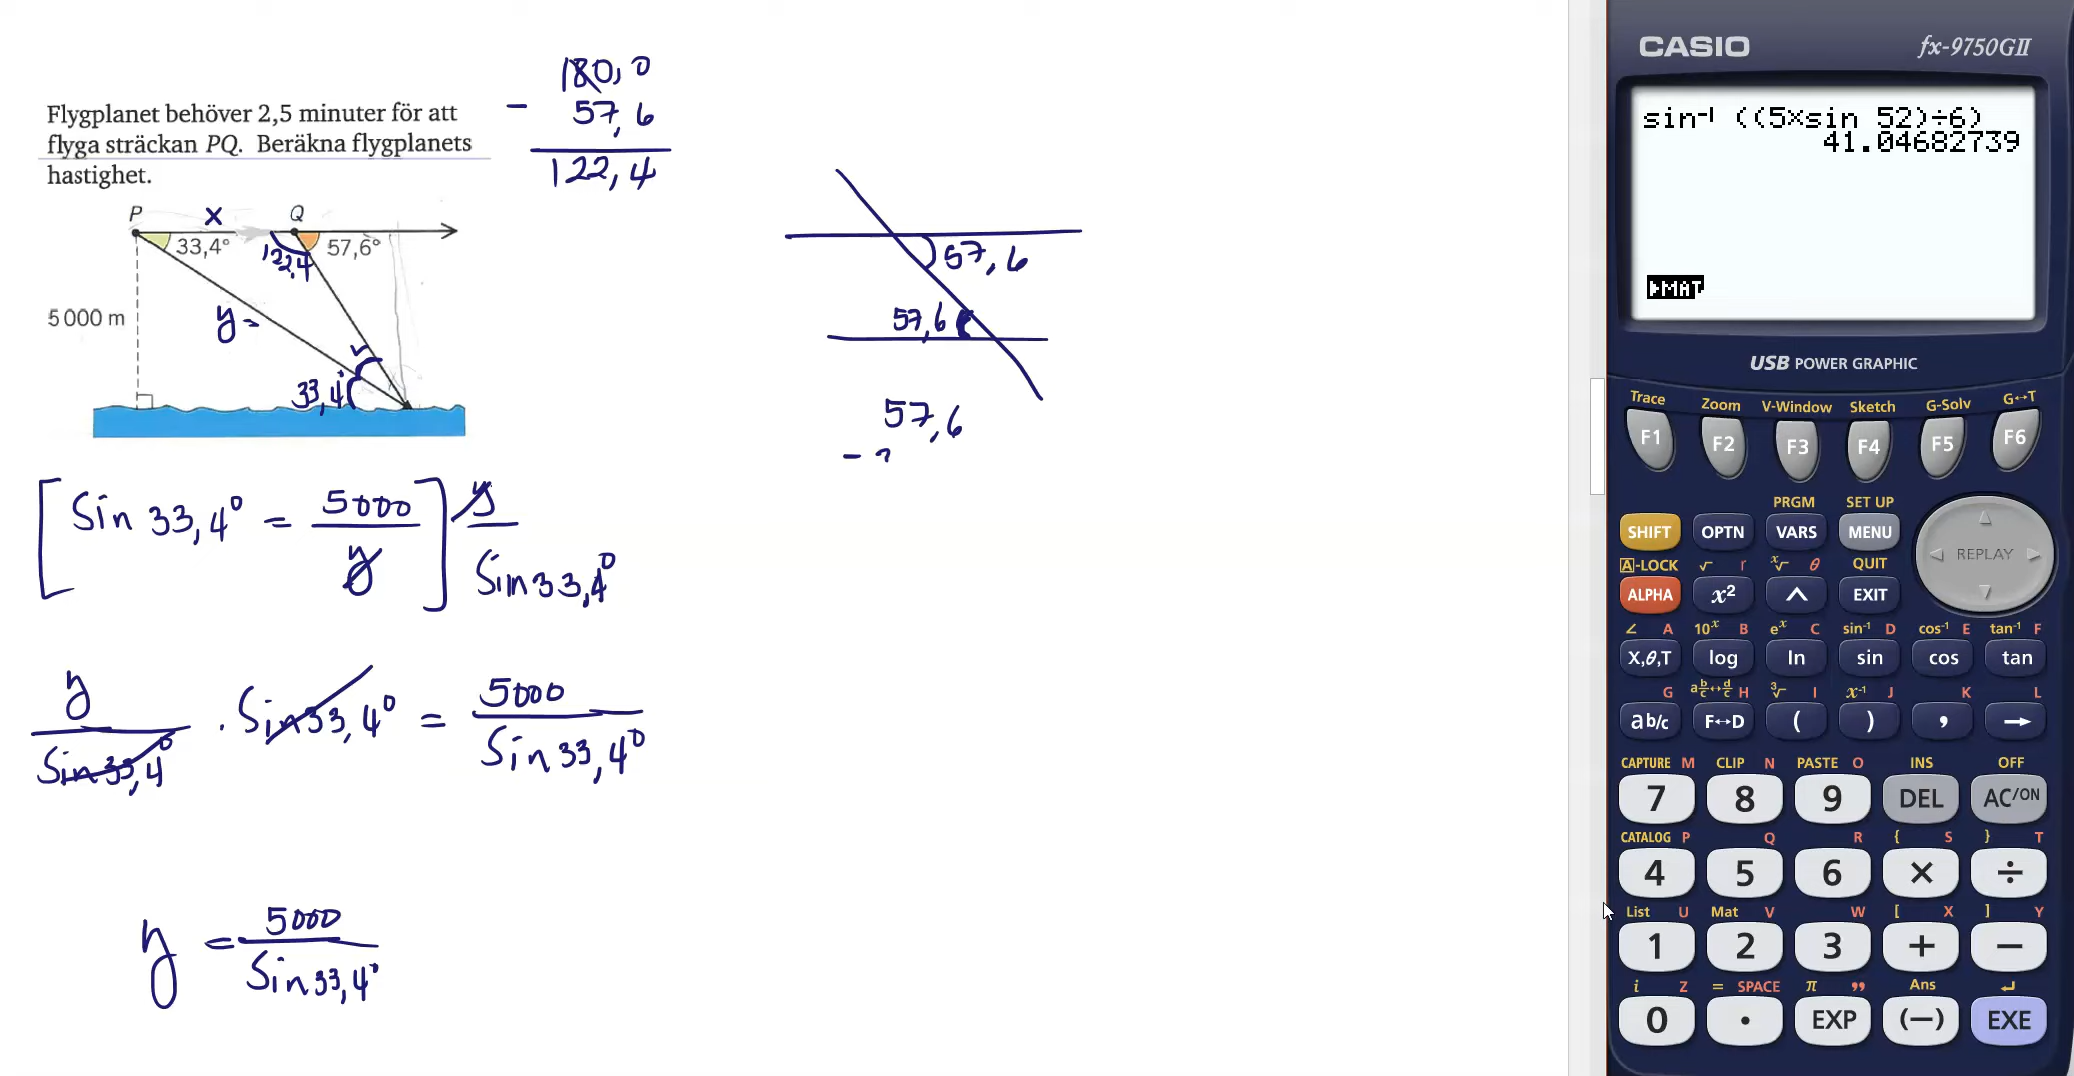 Flygplanet behöver 2,5 minuter för att
flyga sträckan PQ. Beräkna flygplanets
hastighet.
180,0
- 57,6
122,4
P x Q
33,4° 122,4 57,6°
5 000 m
y =
v
33,4°
57,6
57,6
57,6
-
[ Sin 33,4° = 5000 / y ] y / Sin 33,4°
y / Sin 33,4° · Sin 33,4° = 5000 / Sin 33,4°
y = 5000 / Sin 33,4°
CASIO fx-9750GII
sin⁻¹ ((5×sin 52)÷6)
41.04682739
▶MAT
USB POWER GRAPHIC
Trace Zoom V-Window Sketch G-Solv G↔T
F1 F2 F3 F4 F5 F6
PRGM SET UP
SHIFT OPTN VARS MENU REPLAY
A-LOCK √ r ˣ√ θ QUIT
ALPHA x² ^ EXIT
∠ A 10ˣ B eˣ C sin⁻¹ D cos⁻¹ E tan⁻¹ F
X,θ,T log ln sin cos tan
G a b/c↔d/c H ³√ I x⁻¹ J K L
a b/c F↔D ( ) , →
CAPTURE M CLIP N PASTE O INS OFF
7 8 9 DEL AC/ON
CATALOG P Q R { S } T
4 5 6 × ÷
List U Mat V W [ X ] Y
1 2 3 + −
i Z = SPACE π ” Ans ↵
0 . EXP (−) EXE